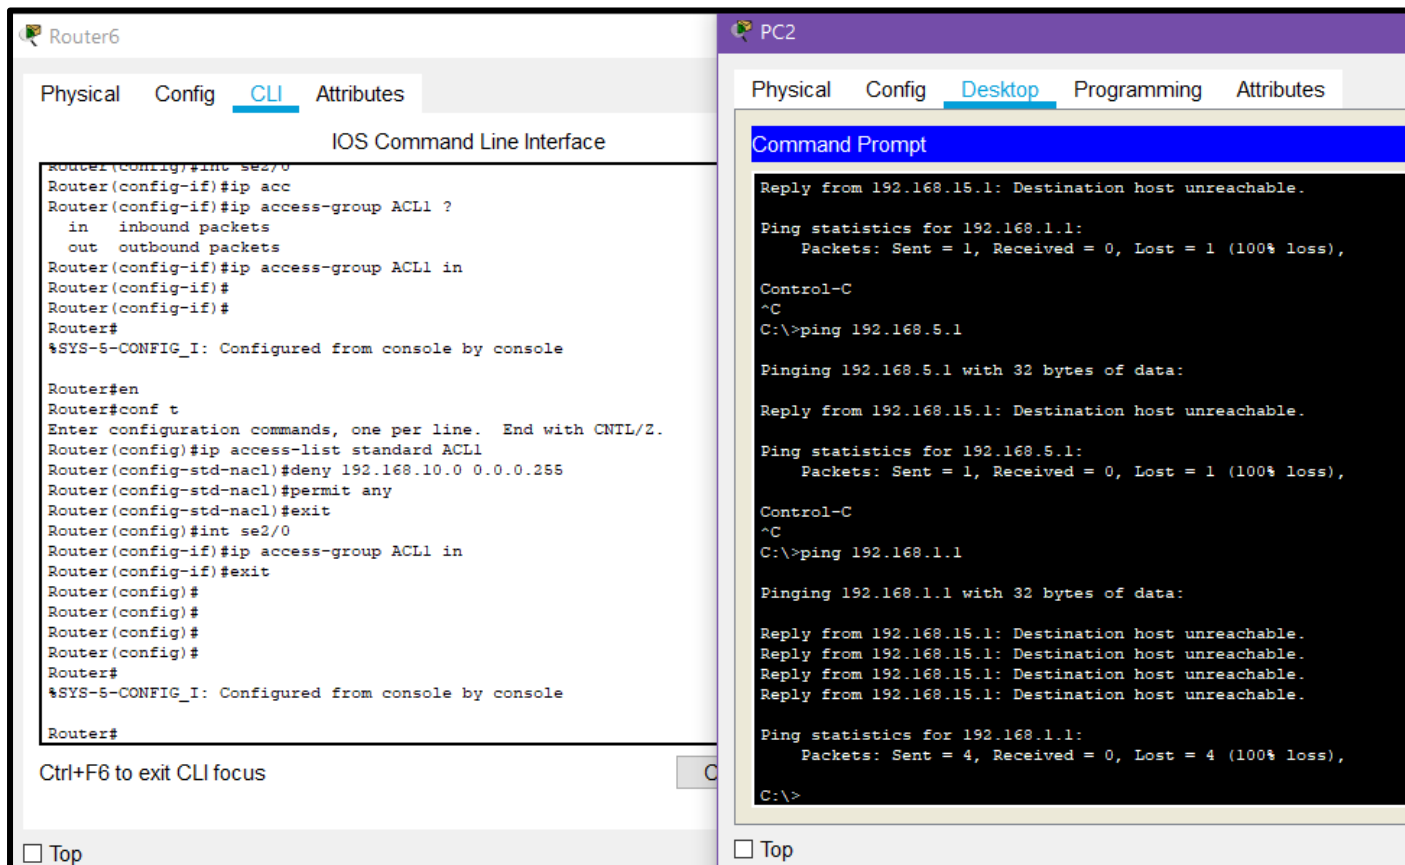 Router6
Physical Config CLI Attributes
IOS Command Line Interface
Router(config)#int se2/0
Router(config-if)#ip acc
Router(config-if)#ip access-group ACL1 ?
in inbound packets
out outbound packets
Router(config-if)#ip access-group ACL1 in
Router(config-if)#
Router(config-if)#
Router#
%SYS-5-CONFIG_I: Configured from console by console
Router#en
Router#conf t
Enter configuration commands, one per line. End with CNTL/Z.
Router(config)#ip access-list standard ACL1
Router(config-std-nacl)#deny 192.168.10.0 0.0.0.255
Router(config-std-nacl)#permit any
Router(config-std-nacl)#exit
Router(config)#int se2/0
Router(config-if)#ip access-group ACL1 in
Router(config-if)#exit
Router(config)#
Router(config)#
Router(config)#
Router(config)#
Router#
%SYS-5-CONFIG_I: Configured from console by console
Router#
Ctrl+F6 to exit CLI focus
Top
PC2
Physical Config Desktop Programming Attributes
Command Prompt
Reply from 192.168.15.1: Destination host unreachable.
Ping statistics for 192.168.1.1:
Packets: Sent = 1, Received = 0, Lost = 1 (100% loss),
Control-C
^C
C:\>ping 192.168.5.1
Pinging 192.168.5.1 with 32 bytes of data:
Reply from 192.168.15.1: Destination host unreachable.
Ping statistics for 192.168.5.1:
Packets: Sent = 1, Received = 0, Lost = 1 (100% loss),
Control-C
^C
C:\>ping 192.168.1.1
Pinging 192.168.1.1 with 32 bytes of data:
Reply from 192.168.15.1: Destination host unreachable.
Reply from 192.168.15.1: Destination host unreachable.
Reply from 192.168.15.1: Destination host unreachable.
Reply from 192.168.15.1: Destination host unreachable.
Ping statistics for 192.168.1.1:
Packets: Sent = 4, Received = 0, Lost = 4 (100% loss),
C:\>
Top